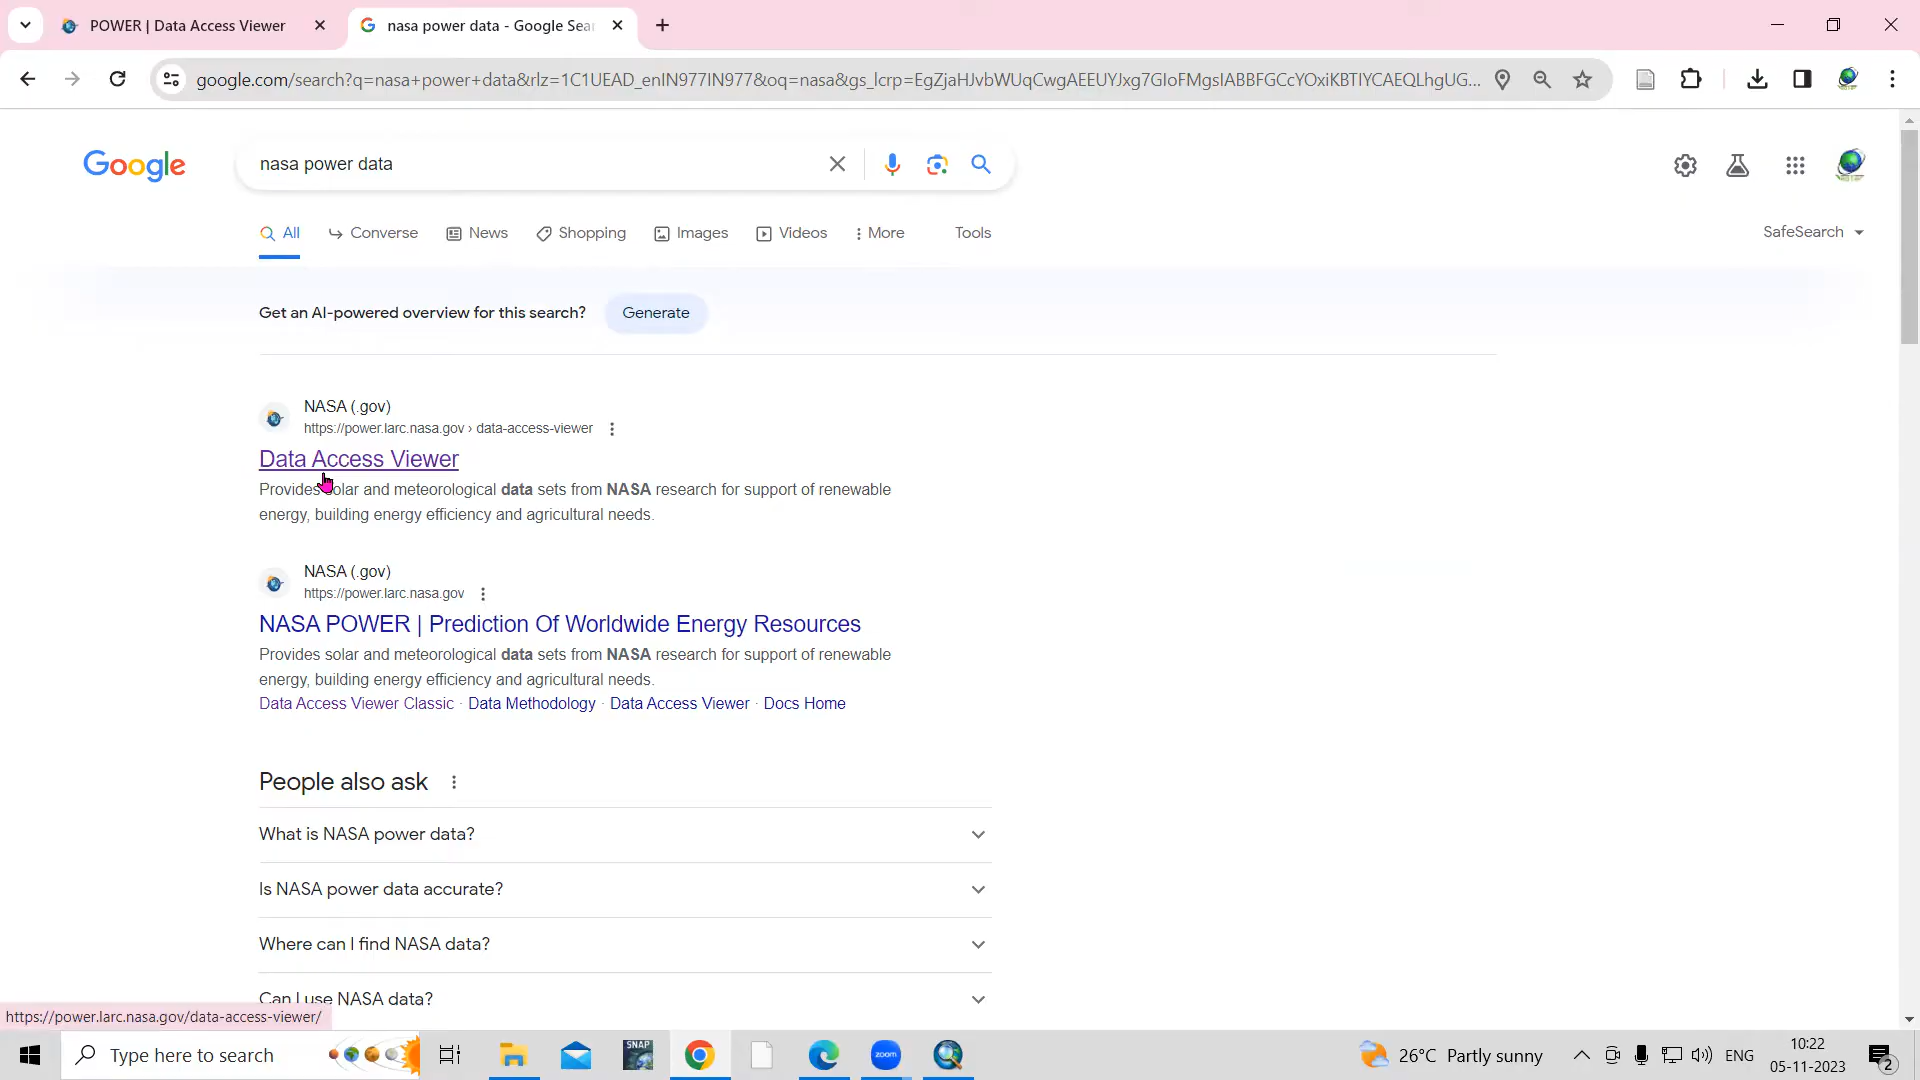 POWER | Data Access Viewer
nasa power data - Google Sear
google.com/search?q=nasa+power+data&rlz=1C1UEAD_enIN977IN977&oq=nasa&gs_lcrp=EgZjaHJvbWUqCwgAEEUYJxg7GIoFMgsIABBFGCcYOxiKBTIYCAEQLhgUG...
Google
nasa power data
All Converse News Shopping Images Videos More Tools
SafeSearch
Get an AI-powered overview for this search? Generate
NASA (.gov)
https://power.larc.nasa.gov › data-access-viewer
Data Access Viewer
Provides solar and meteorological data sets from NASA research for support of renewable
energy, building energy efficiency and agricultural needs.
NASA (.gov)
https://power.larc.nasa.gov
NASA POWER | Prediction Of Worldwide Energy Resources
Provides solar and meteorological data sets from NASA research for support of renewable
energy, building energy efficiency and agricultural needs.
Data Access Viewer Classic · Data Methodology · Data Access Viewer · Docs Home
People also ask
What is NASA power data?
Is NASA power data accurate?
Where can I find NASA data?
Can I use NASA data?
https://power.larc.nasa.gov/data-access-viewer/
Type here to search
SNAP
zoom
26°C Partly sunny
ENG
10:22
05-11-2023
2